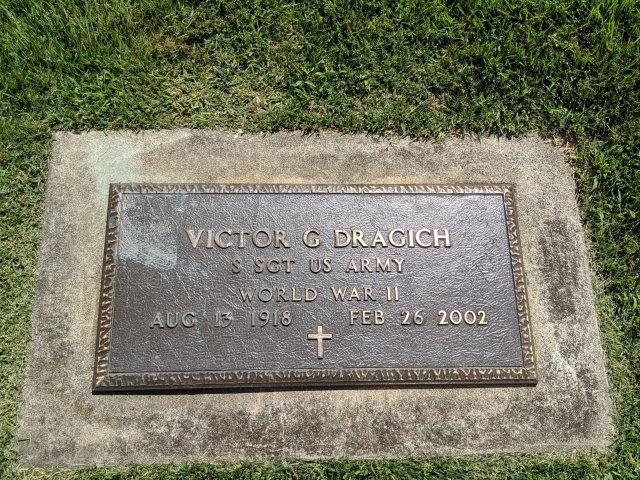 VICTOR G DRAGICH
S SGT US ARMY
WORLD WAR II
AUG 13 1918 FEB 26 2002